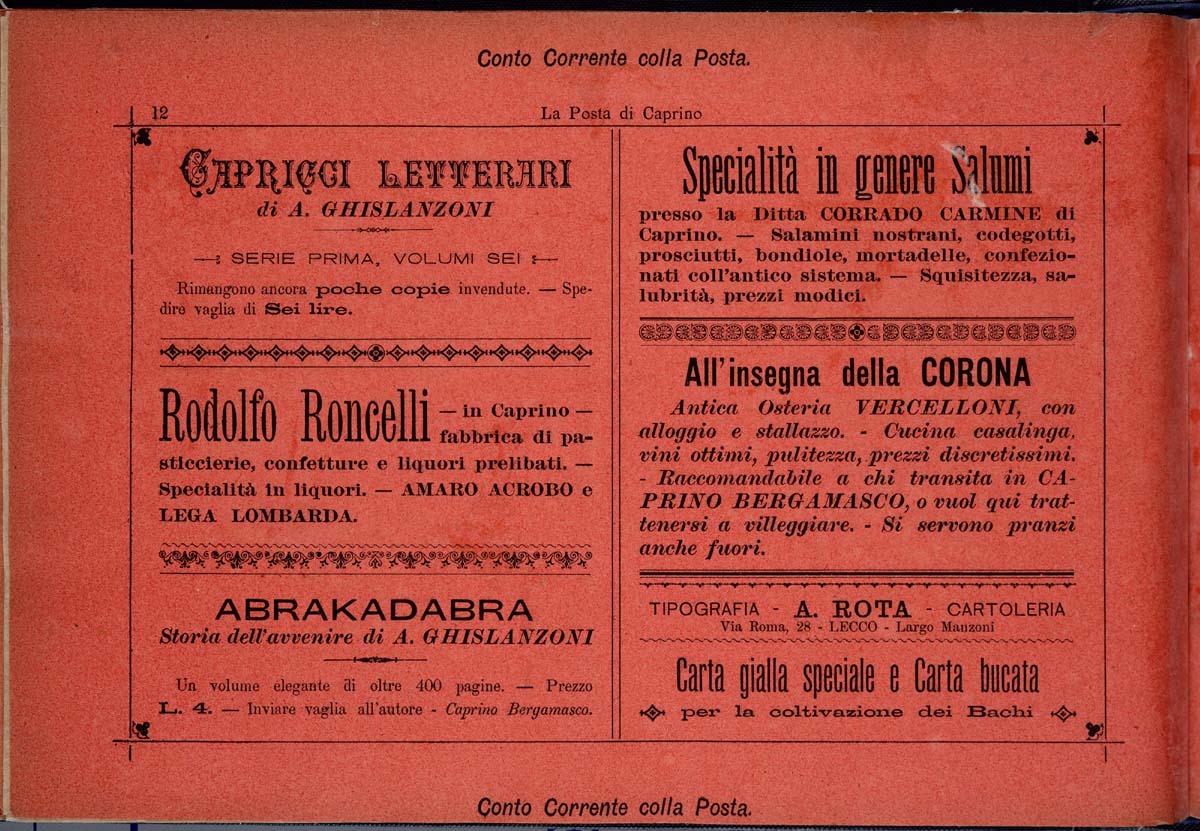 Conto Corrente colla Posta.
12
La Posta di Caprino
CAPRICCI LETTERARI
di A. GHISLANZONI
SERIE PRIMA, VOLUMI SEI
Rimangono ancora poche copie invendute. — Spe-
dire vaglia di Sei lire.
Rodolfo Roncelli — in Caprino —
fabbrica di pa-
sticcierie, confetture e liquori prelibati. —
Specialità in liquori. — AMARO ACROBO e
LEGA LOMBARDA.
ABRAKADABRA
Storia dell'avvenire di A. GHISLANZONI
Un volume elegante di oltre 400 pagine. — Prezzo
L. 4. — Inviare vaglia all'autore - Caprino Bergamasco.
Specialità in genere Salumi
presso la Ditta CORRADO CARMINE di
Caprino. — Salamini nostrani, codegotti,
prosciutti, bondiole, mortadelle, confezio-
nati coll'antico sistema. — Squisitezza, sa-
lubrità, prezzi modici.
All'insegna della CORONA
Antica Osteria VERCELLONI, con
alloggio e stallazzo. - Cucina casalinga,
vini ottimi, pulitezza, prezzi discretissimi.
- Raccomandabile a chi transita in CA-
PRINO BERGAMASCO, o vuol qui trat-
tenersi a villeggiare. - Si servono pranzi
anche fuori.
TIPOGRAFIA - A. ROTA - CARTOLERIA
Via Roma, 28 - LECCO - Largo Manzoni
Carta gialla speciale e Carta bucata
per la coltivazione dei Bachi
Conto Corrente colla Posta.